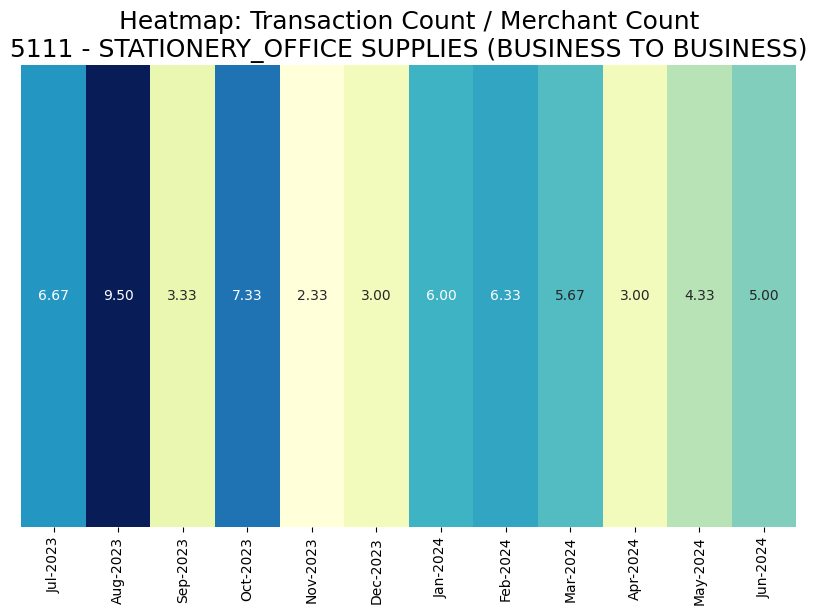 Heatmap: Transaction Count / Merchant Count
5111 - STATIONERY_OFFICE SUPPLIES (BUSINESS TO BUSINESS)
6.67 9.50 3.33 7.33 2.33 3.00 6.00 6.33 5.67 3.00 4.33 5.00
Jul-2023
Aug-2023
Sep-2023
Oct-2023
Nov-2023
Dec-2023
Jan-2024
Feb-2024
Mar-2024
Apr-2024
May-2024
Jun-2024